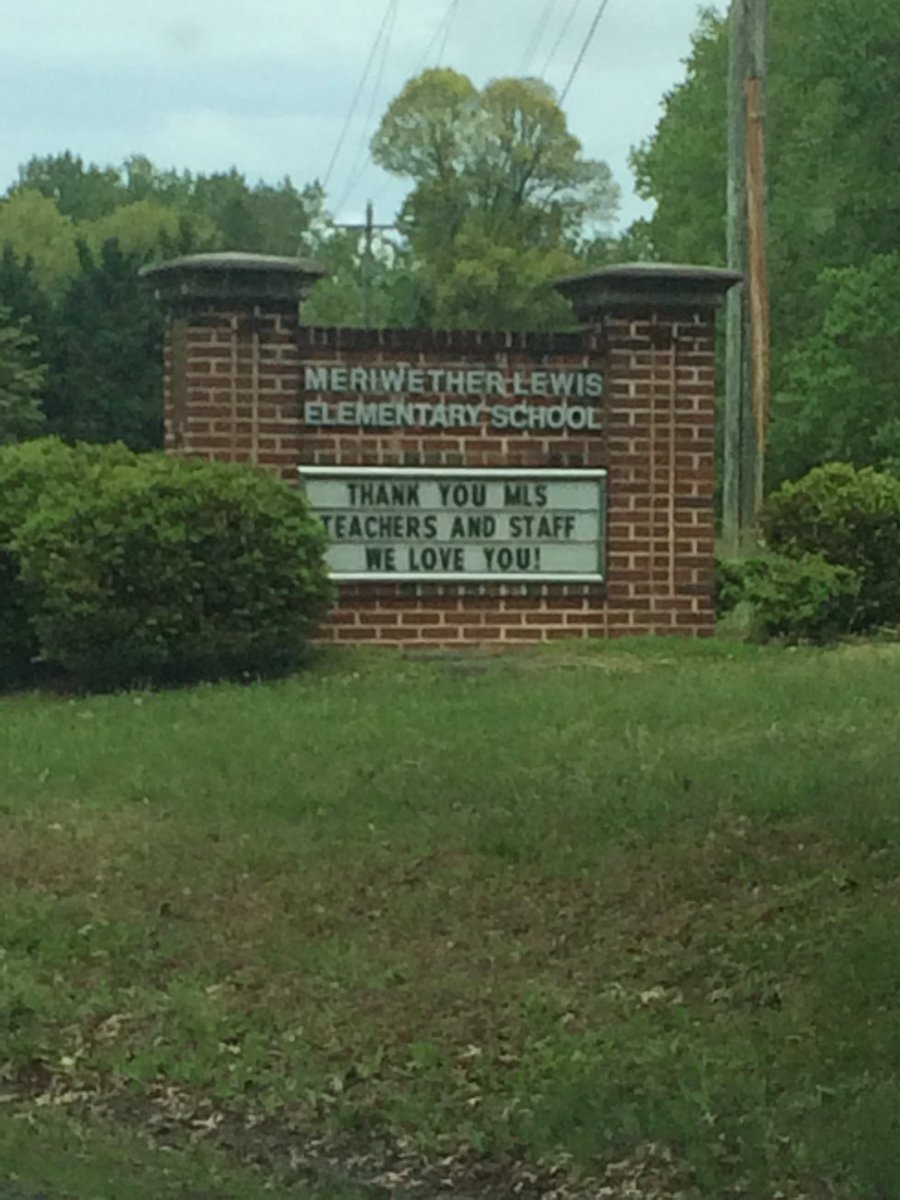 MERIWETHER LEWIS
ELEMENTARY SCHOOL
THANK YOU MLS
TEACHERS AND STAFF
WE LOVE YOU!